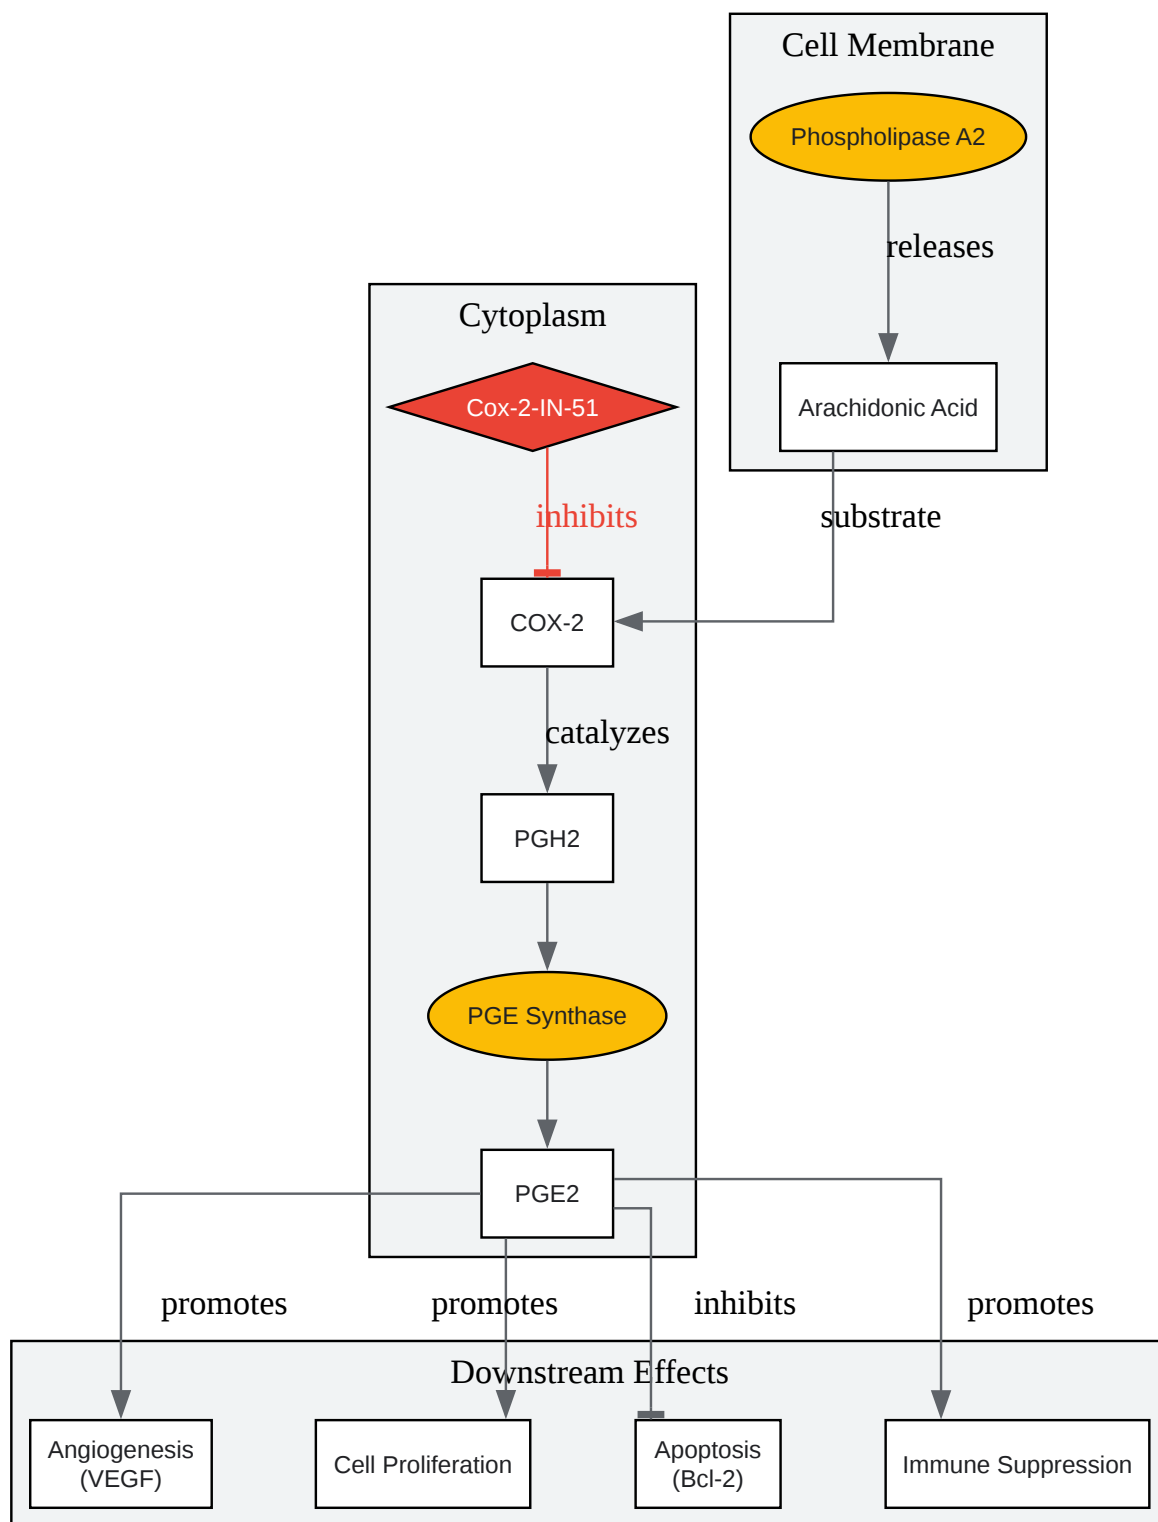 Cell Membrane
Phospholipase A2
releases
Cytoplasm
Cox-2-IN-51
Arachidonic Acid
inhibits
substrate
COX-2
catalyzes
PGH2
PGE Synthase
PGE2
promotes
promotes
inhibits
promotes
Downstream Effects
Angiogenesis
(VEGF)
Cell Proliferation
Apoptosis
(Bcl-2)
Immune Suppression